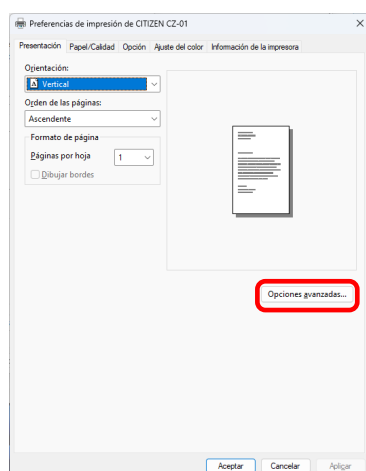 Preferencias de impresión de CITIZEN CZ-01
Presentación Papel/Calidad Opción Ajuste del color Información de la impresora
Orientación:
Vertical
Orden de las páginas:
Ascendente
Formato de página
Páginas por hoja 1
Dibujar bordes
Opciones avanzadas...
Aceptar Cancelar Aplicar